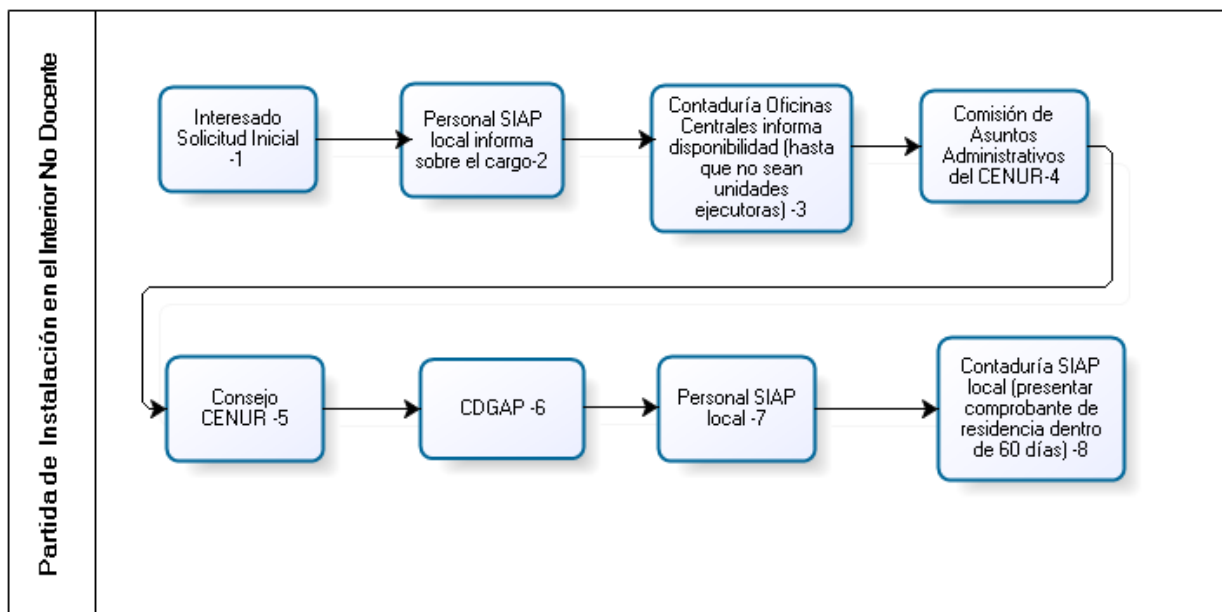 Partida de Instalación en el Interior No Docente
Interesado
Solicitud Inicial
-1
Personal SIAP
local informa
sobre el cargo-2
Contaduría Oficinas
Centrales informa
disponibilidad (hasta
que no sean
unidades
ejecutoras) -3
Comisión de
Asuntos
Administrativos
del CENUR-4
Consejo
CENUR -5
CDGAP -6
Personal SIAP
local -7
Contaduría SIAP
local (presentar
comprobante de
residencia dentro
de 60 días) -8